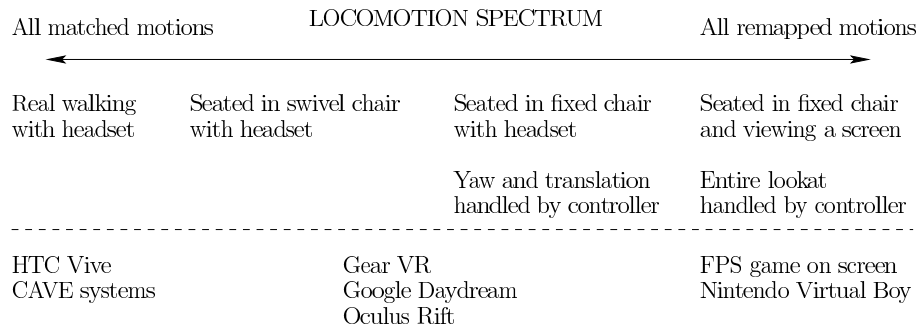 LOCOMOTION SPECTRUM
All matched motions
All remapped motions
Real walking
with headset
Seated in swivel chair
with headset
Seated in fixed chair
with headset
Yaw and translation
handled by controller
Seated in fixed chair
and viewing a screen
Entire lookat
handled by controller
HTC Vive
CAVE systems
Gear VR
Google Daydream
Oculus Rift
FPS game on screen
Nintendo Virtual Boy